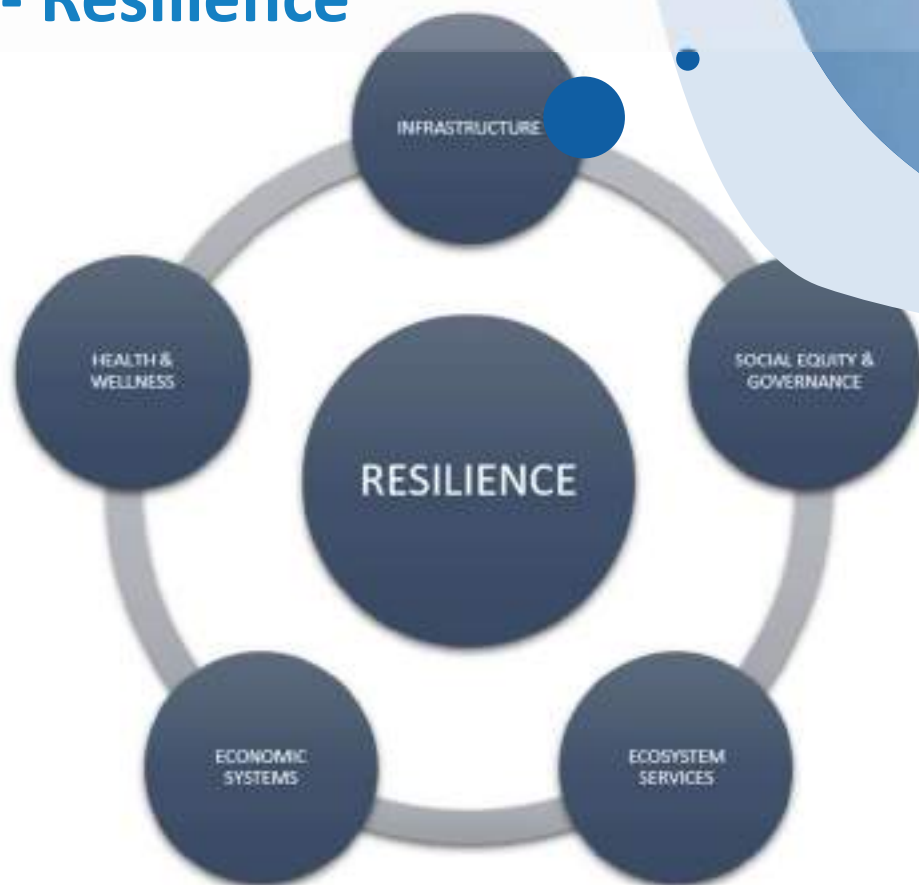 - Resilience
INFRASTRUCTURE
HEALTH &
WELLNESS
SOCIAL EQUITY &
GOVERNANCE
RESILIENCE
ECONOMIC
SYSTEMS
ECOSYSTEM
SERVICES